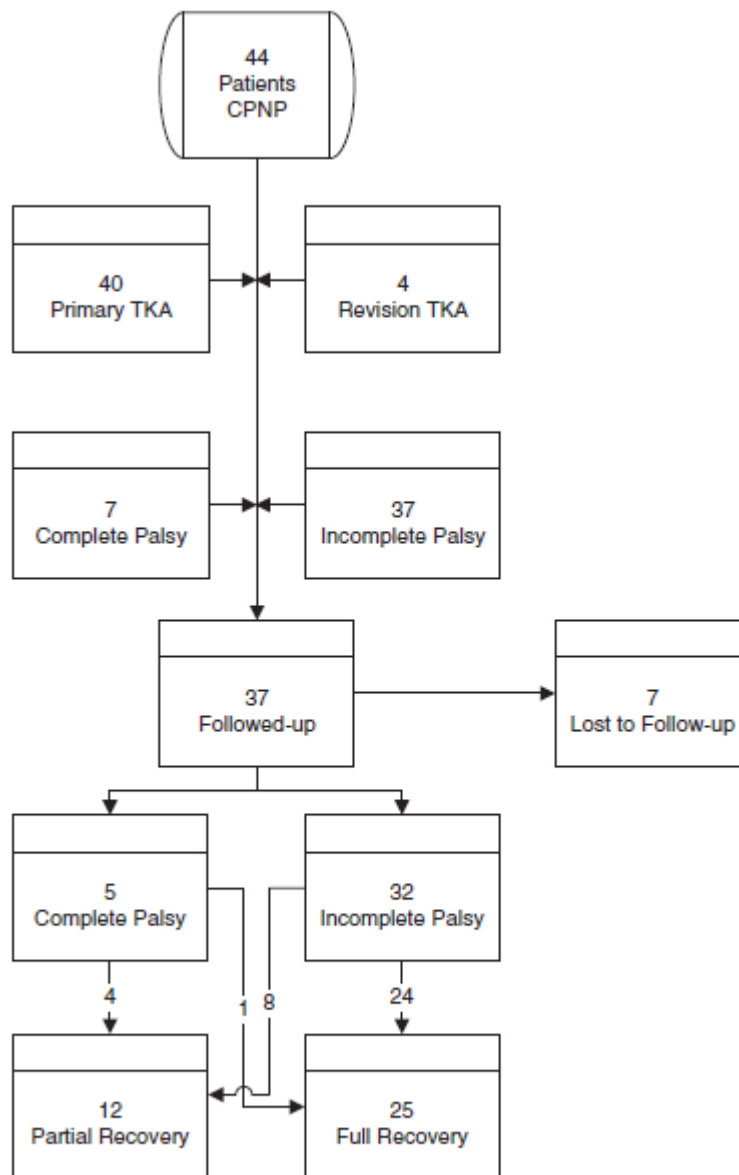 44
Patients
CPNP
40
Primary TKA
4
Revision TKA
7
Complete Palsy
37
Incomplete Palsy
37
Followed-up
7
Lost to Follow-up
5
Complete Palsy
32
Incomplete Palsy
4
1
8
24
12
Partial Recovery
25
Full Recovery